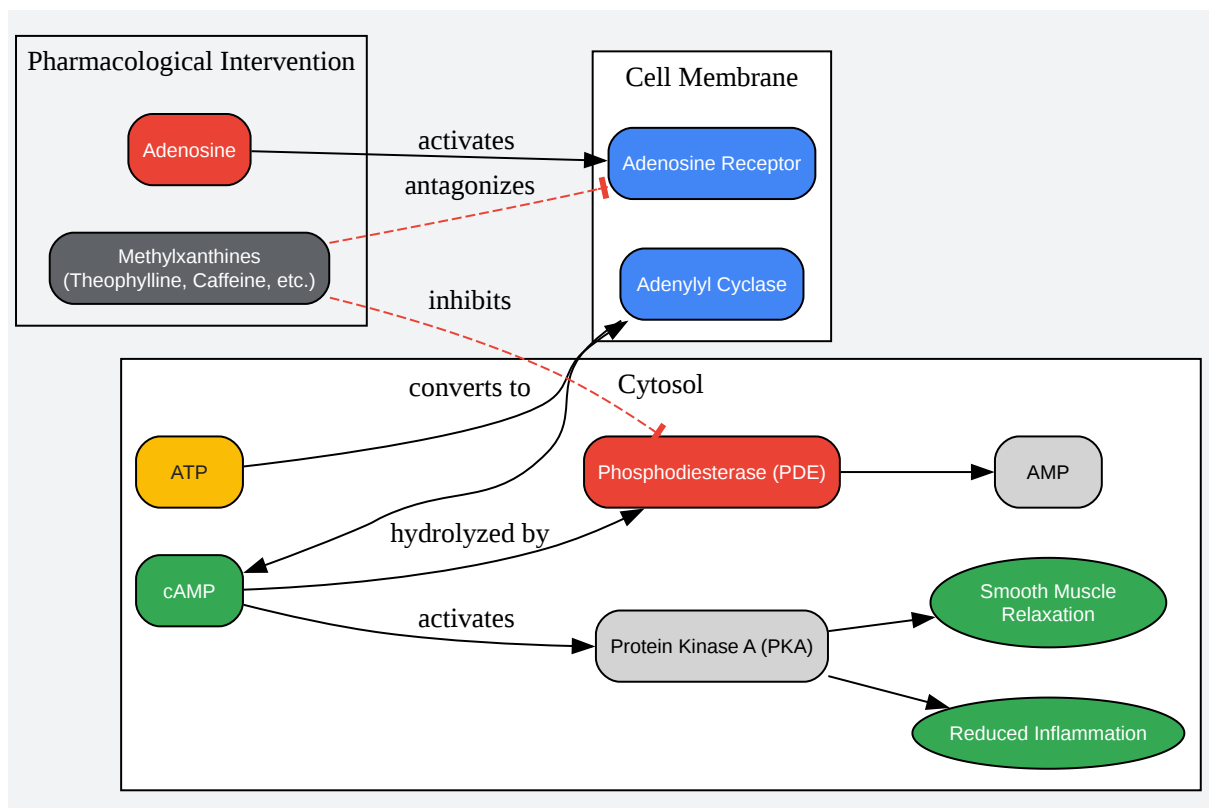 Pharmacological Intervention
Cell Membrane
Adenosine
activates
Adenosine Receptor
antagonizes
Methylxanthines
(Theophylline, Caffeine, etc.)
Adenylyl Cyclase
inhibits
converts to
Cytosol
ATP
Phosphodiesterase (PDE)
AMP
hydrolyzed by
cAMP
activates
Protein Kinase A (PKA)
Smooth Muscle
Relaxation
Reduced Inflammation